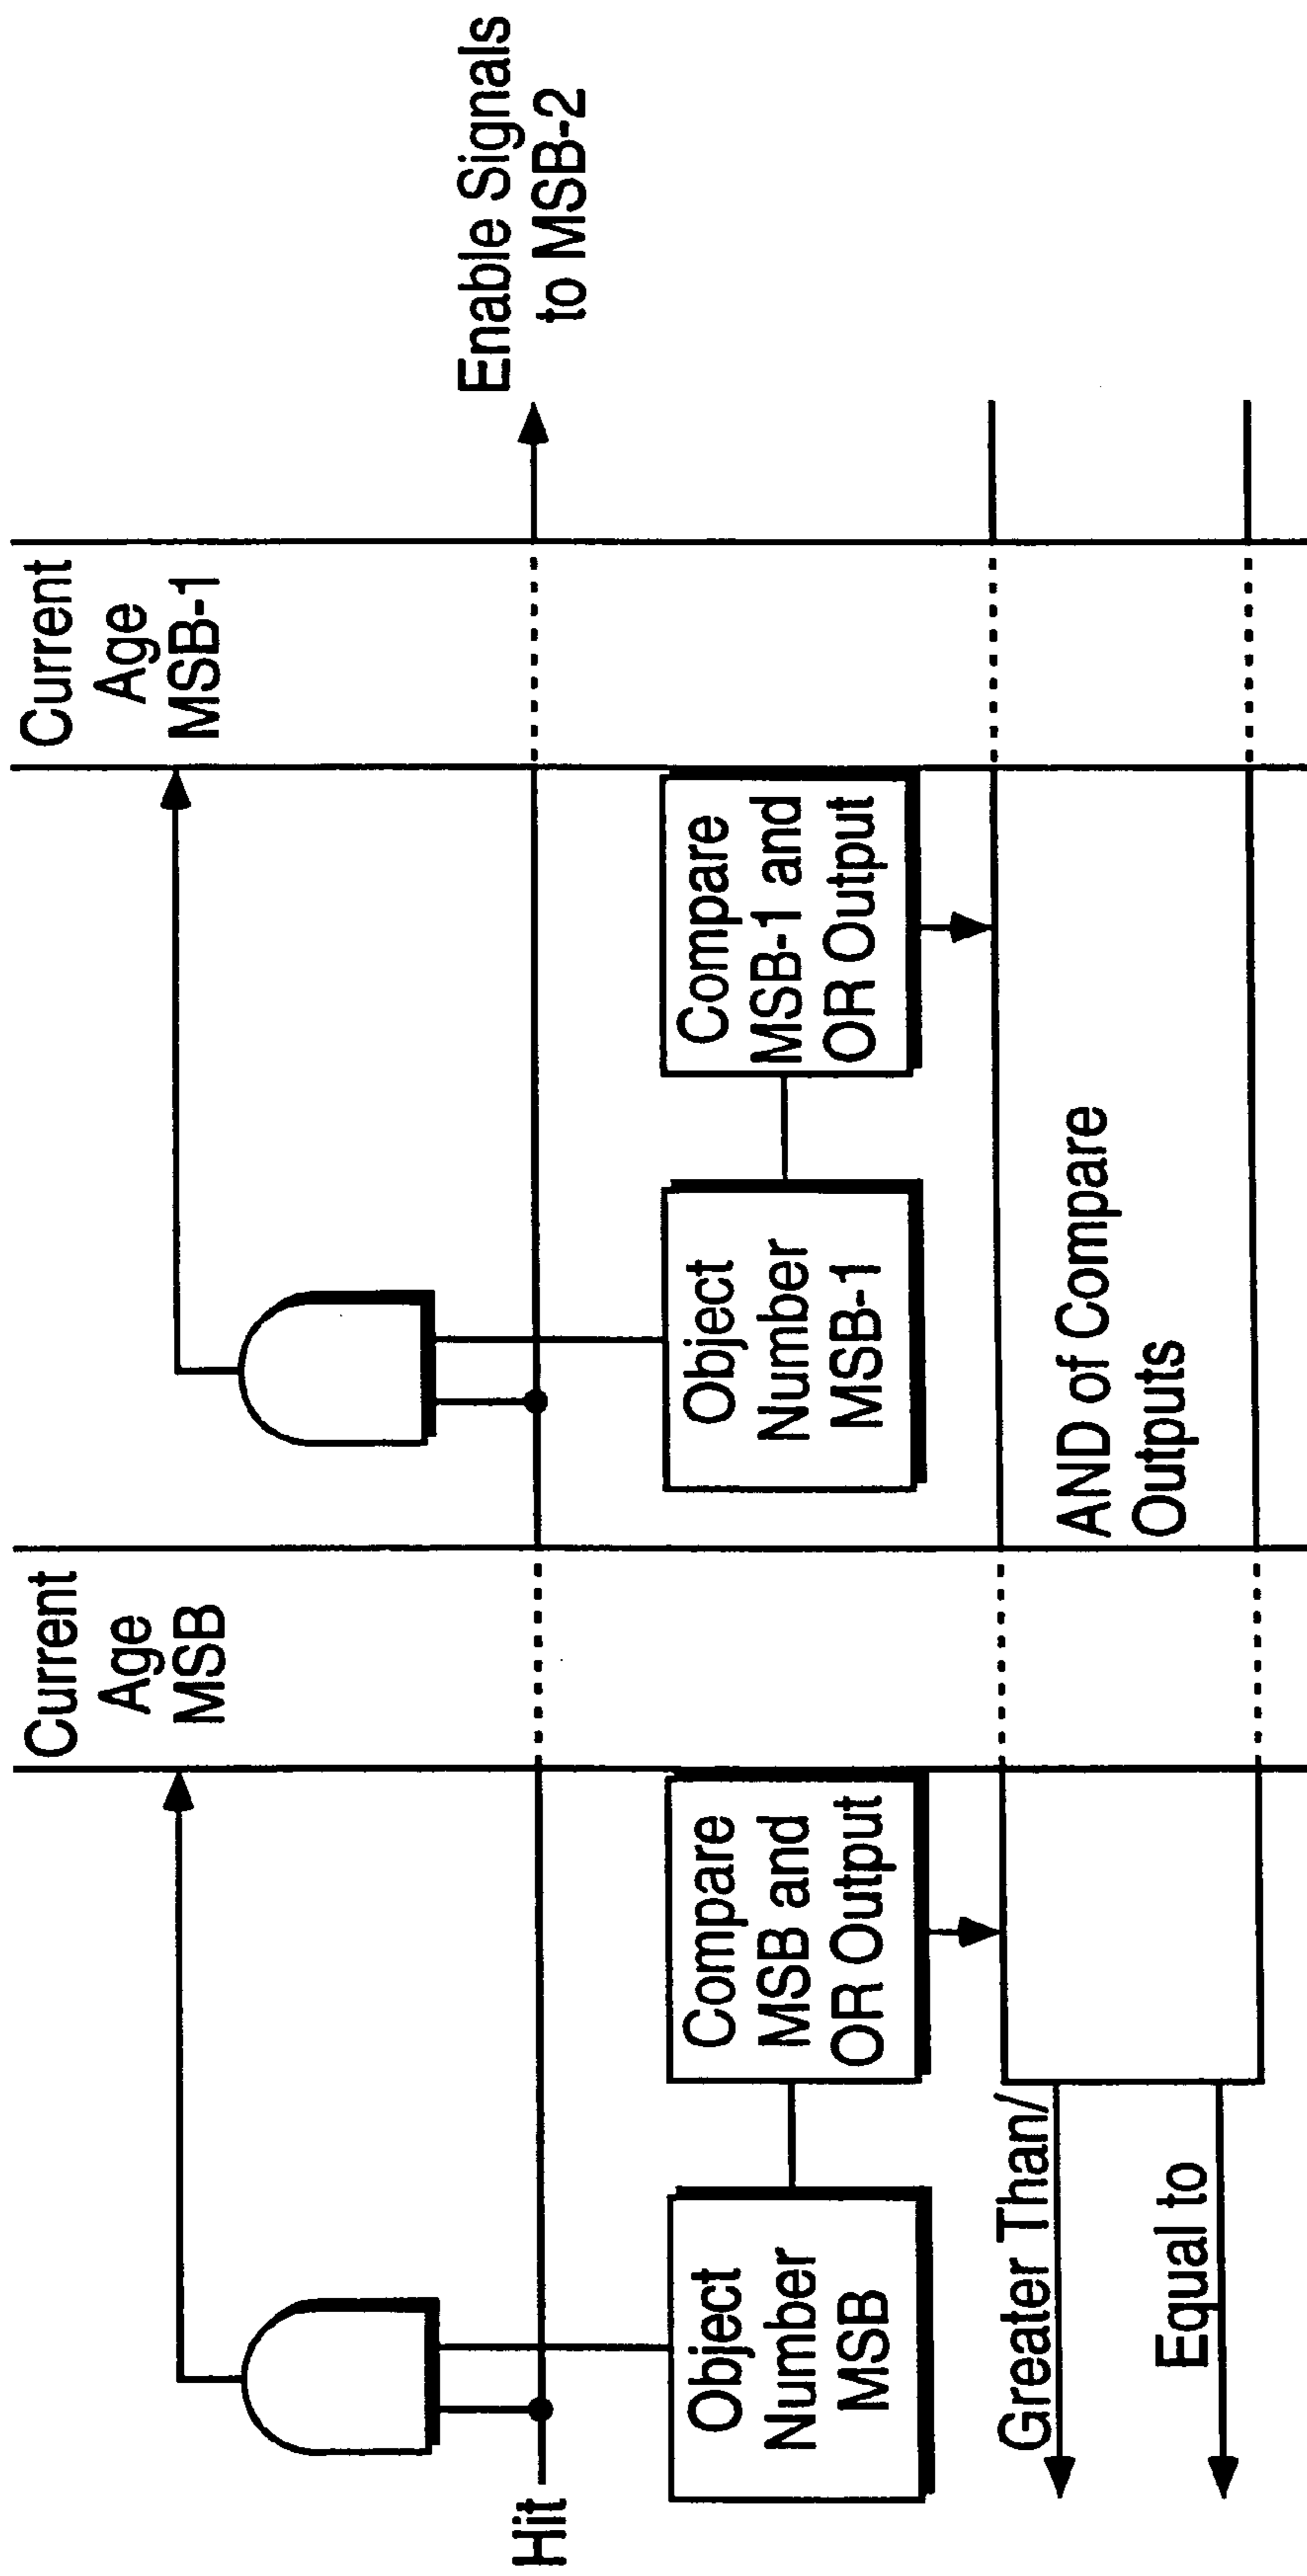 Current
Age
MSB
Current
Age
MSB-1
Hit
Enable Signals
to MSB-2
Object
Number
MSB
Compare
MSB and
OR Output
Object
Number
MSB-1
Compare
MSB-1 and
OR Output
Greater Than/
Equal to
AND of Compare
Outputs